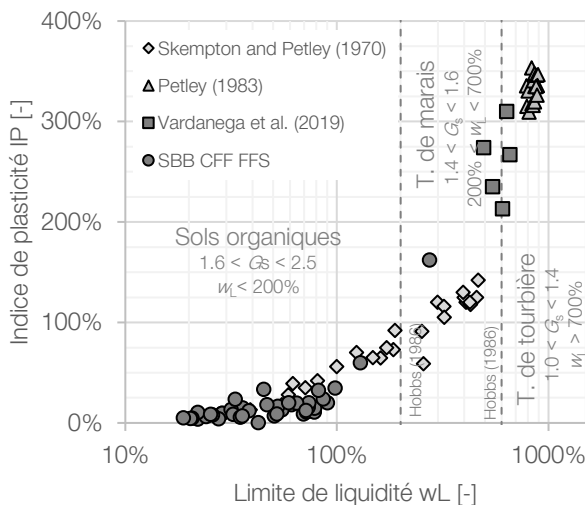 400%
300%
200%
100%
0%
10%
100%
1000%
Indice de plasticité IP [-]
Limite de liquidité wL [-]
Skempton and Petley (1970)
Petley (1983)
Vardanega et al. (2019)
SBB CFF FFS
Sols organiques
1.6 < Gs < 2.5
wL< 200%
T. de marais
1.4 < Gs < 1.6
200% < wL < 700%
T. de tourbière
1.0 < Gs < 1.4
wL > 700%
Hobbs (1986)
Hobbs (1986)